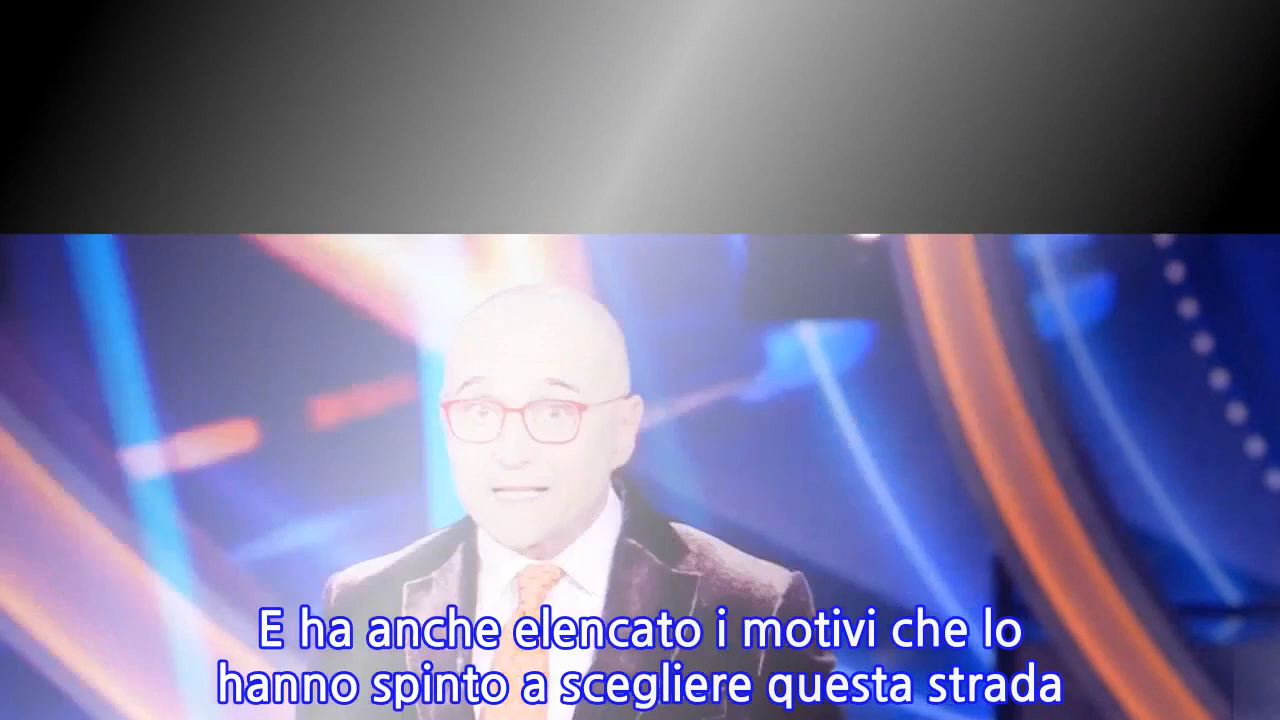 E ha anche elencato i motivi che lo
hanno spinto a scegliere questa strada